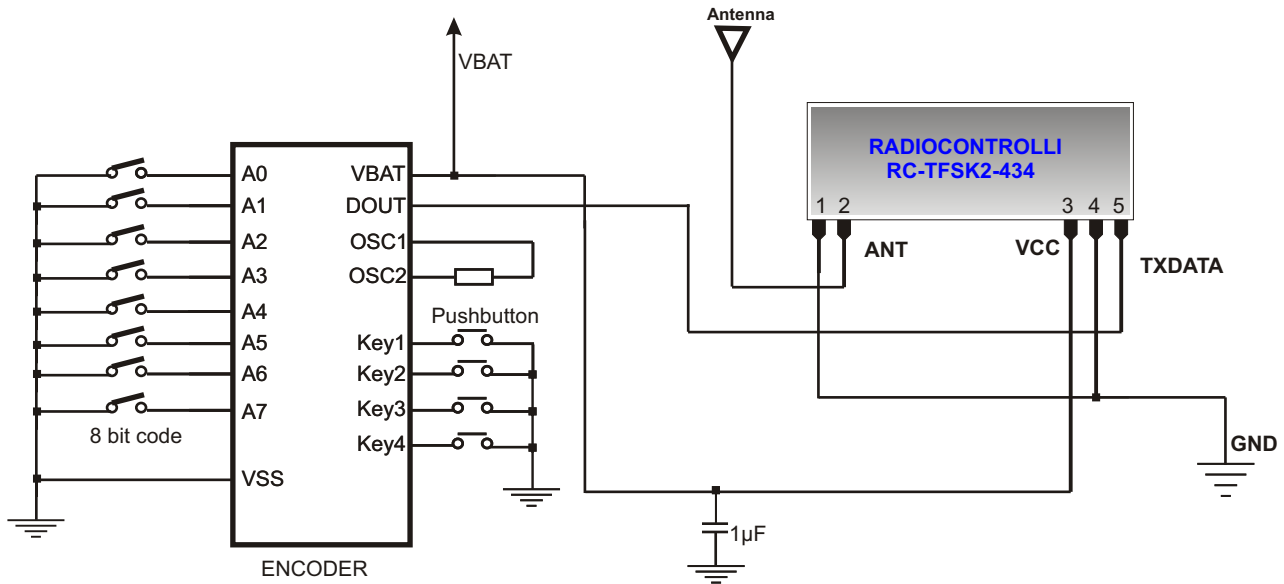 Antenna
VBAT
RADIOCONTROLLI
RC-TFSK2-434
1 2 3 4 5
ANT VCC TXDATA
A0 VBAT
A1 DOUT
A2 OSC1
A3 OSC2
A4
Pushbutton
A5 Key1
A6 Key2
A7 Key3
8 bit code
Key4
GND
VSS
1µF
ENCODER